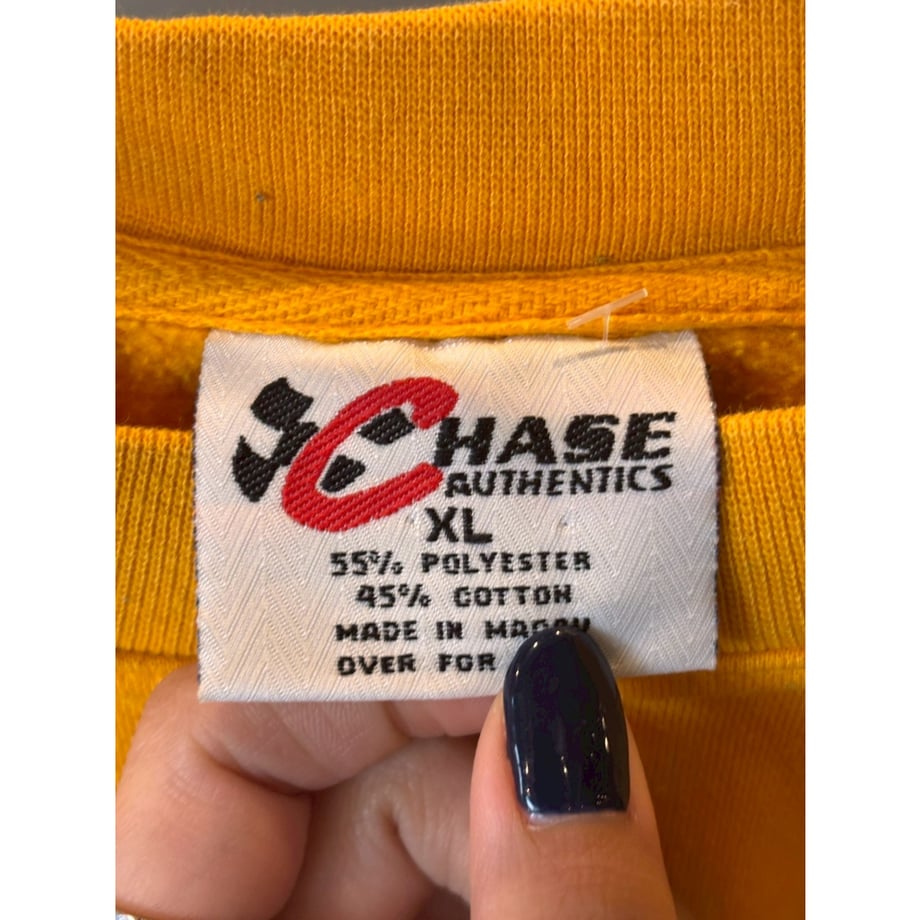 CHASE
AUTHENTICS
XL
55% POLYESTER
45% COTTON
MADE IN
OVER FOR